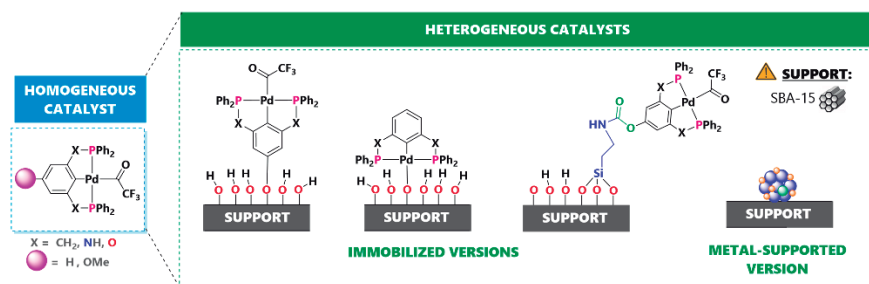 HETEROGENEOUS CATALYSTS
HOMOGENEOUS
CATALYST
X PPh2
Pd
O
CF3
X PPh2
X = CH2, NH, O
= H , OMe
O
CF3
Ph2P Pd PPh2
X X
H H H H H
O O O O O O
SUPPORT
X X
Ph2P Pd PPh2
H H H H H
O O O O O O O
SUPPORT
IMMOBILIZED VERSIONS
Ph2
P
CF3
X
Pd
O
O
HN O
X PPh2
Si
H H H H
O O O O O O O
SUPPORT
SUPPORT:
SBA-15
SUPPORT
METAL-SUPPORTED
VERSION